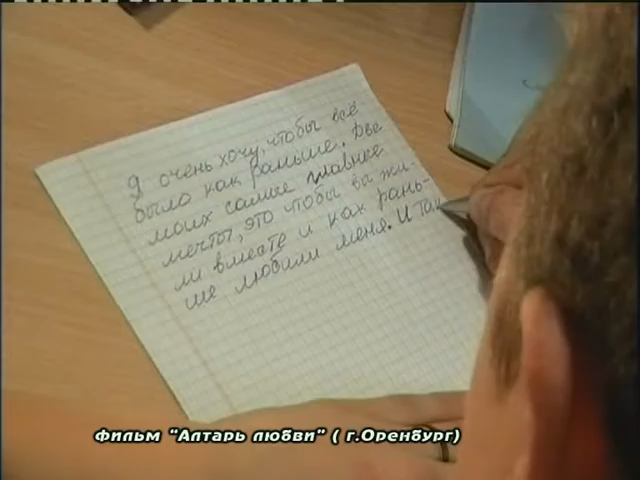 Я очень хочу, чтобы всё
было как раньше. Две
моих самые главные
мечты, это чтобы вы жи-
ли вместе и как рань-
ше любили меня. И так
Фильм "Алтарь любви" ( г.Оренбург)